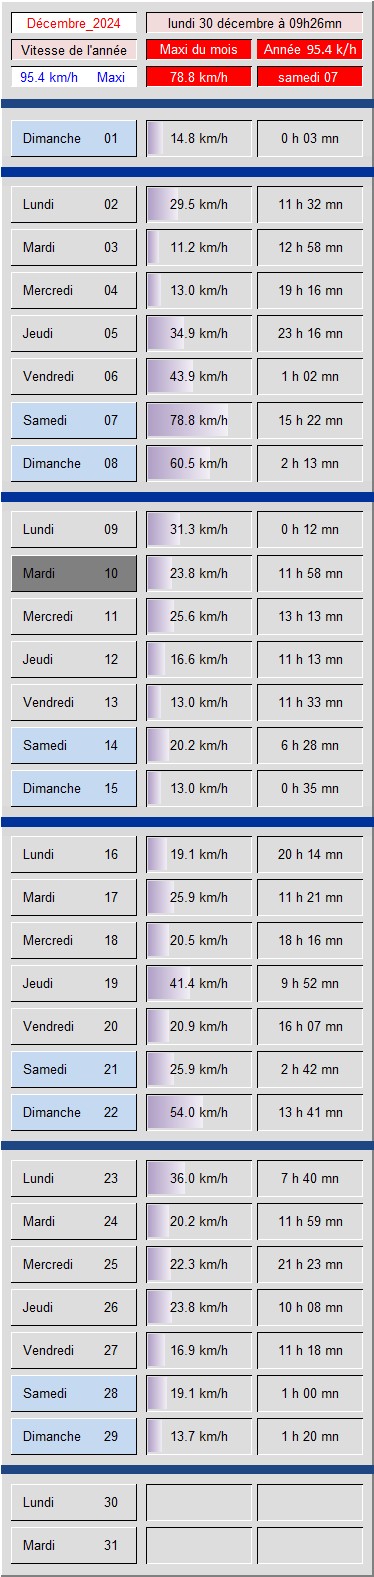 Décembre_2024 lundi 30 décembre à 09h26mn
Vitesse de l'année Maxi du mois Année 95.4 k/h
95.4 km/h Maxi 78.8 km/h samedi 07
Dimanche 01 14.8 km/h 0 h 03 mn
Lundi 02 29.5 km/h 11 h 32 mn
Mardi 03 11.2 km/h 12 h 58 mn
Mercredi 04 13.0 km/h 19 h 16 mn
Jeudi 05 34.9 km/h 23 h 16 mn
Vendredi 06 43.9 km/h 1 h 02 mn
Samedi 07 78.8 km/h 15 h 22 mn
Dimanche 08 60.5 km/h 2 h 13 mn
Lundi 09 31.3 km/h 0 h 12 mn
Mardi 10 23.8 km/h 11 h 58 mn
Mercredi 11 25.6 km/h 13 h 13 mn
Jeudi 12 16.6 km/h 11 h 13 mn
Vendredi 13 13.0 km/h 11 h 33 mn
Samedi 14 20.2 km/h 6 h 28 mn
Dimanche 15 13.0 km/h 0 h 35 mn
Lundi 16 19.1 km/h 20 h 14 mn
Mardi 17 25.9 km/h 11 h 21 mn
Mercredi 18 20.5 km/h 18 h 16 mn
Jeudi 19 41.4 km/h 9 h 52 mn
Vendredi 20 20.9 km/h 16 h 07 mn
Samedi 21 25.9 km/h 2 h 42 mn
Dimanche 22 54.0 km/h 13 h 41 mn
Lundi 23 36.0 km/h 7 h 40 mn
Mardi 24 20.2 km/h 11 h 59 mn
Mercredi 25 22.3 km/h 21 h 23 mn
Jeudi 26 23.8 km/h 10 h 08 mn
Vendredi 27 16.9 km/h 11 h 18 mn
Samedi 28 19.1 km/h 1 h 00 mn
Dimanche 29 13.7 km/h 1 h 20 mn
Lundi 30
Mardi 31